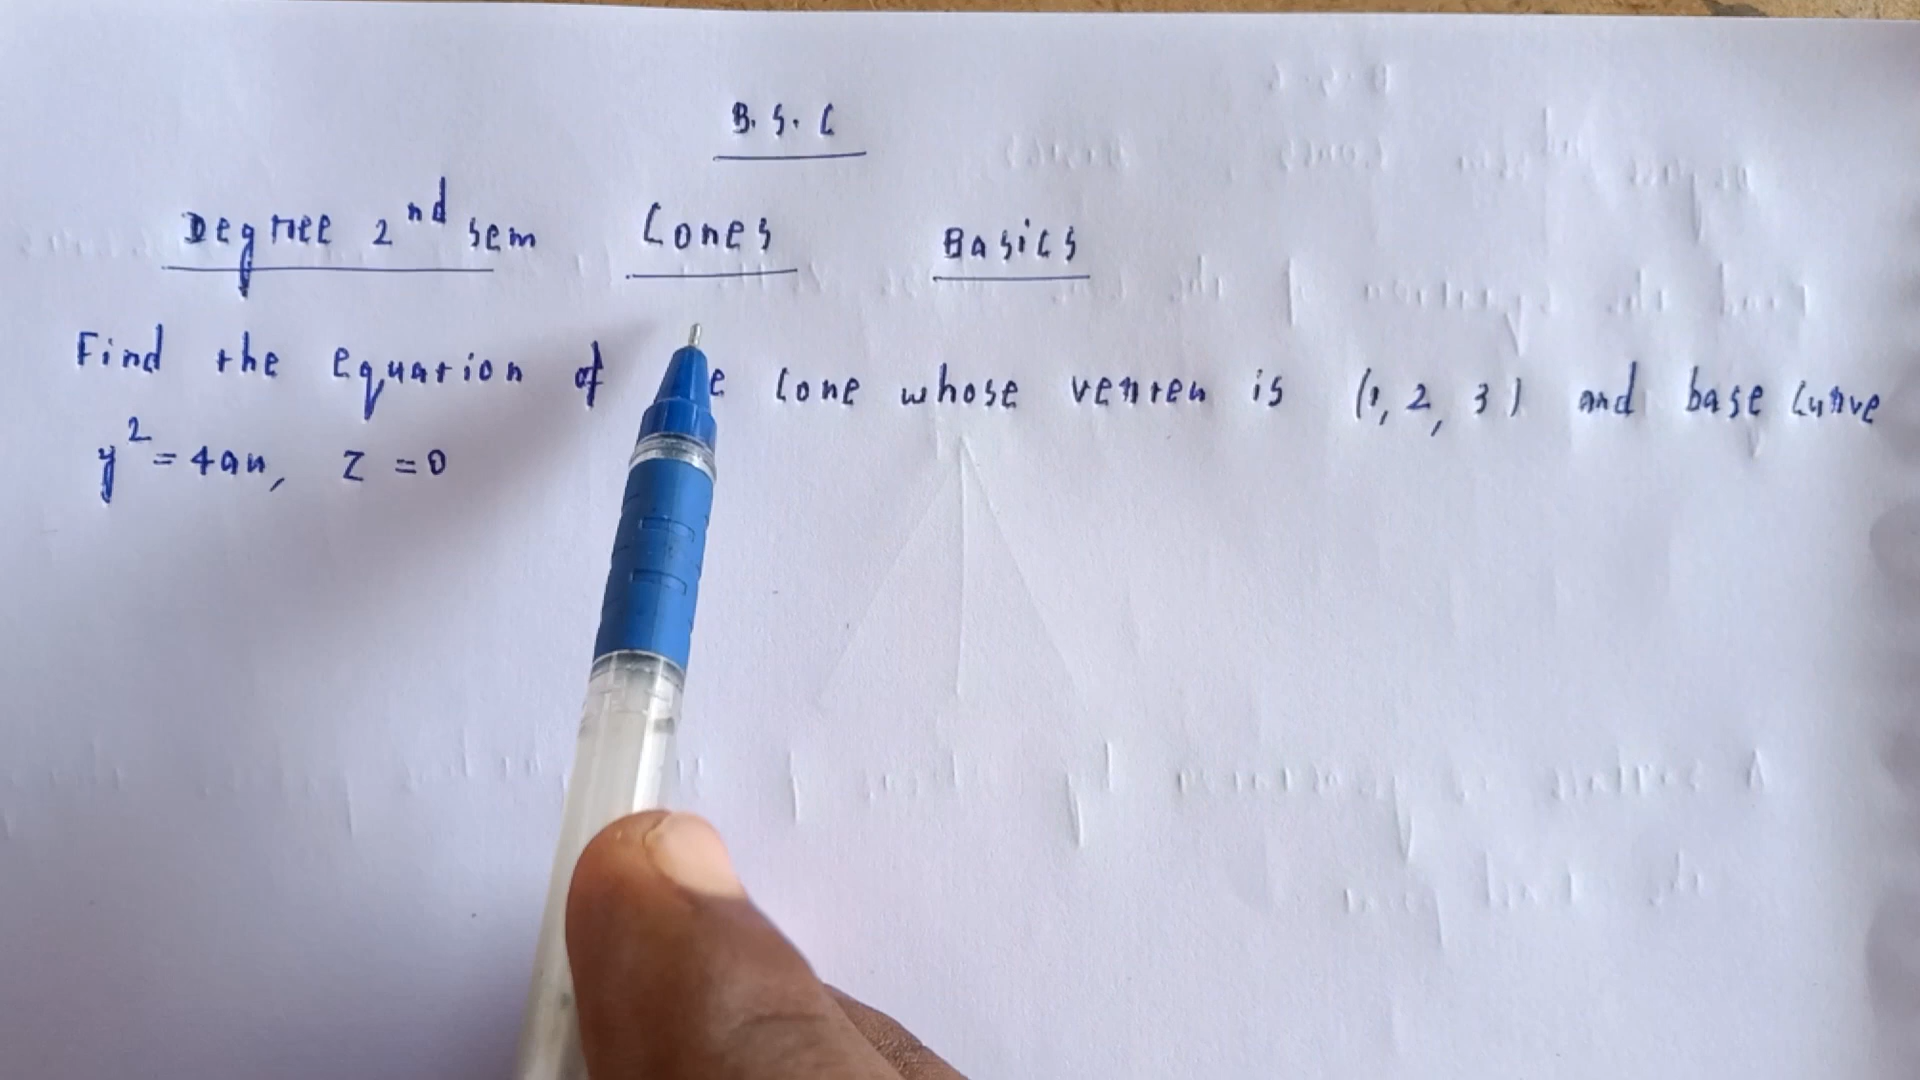 B.S.C
Degree 2nd sem Cones Basics
Find the equation of cone whose vertex is (1, 2, 3) and base curve
y² = 4ax, z = 0